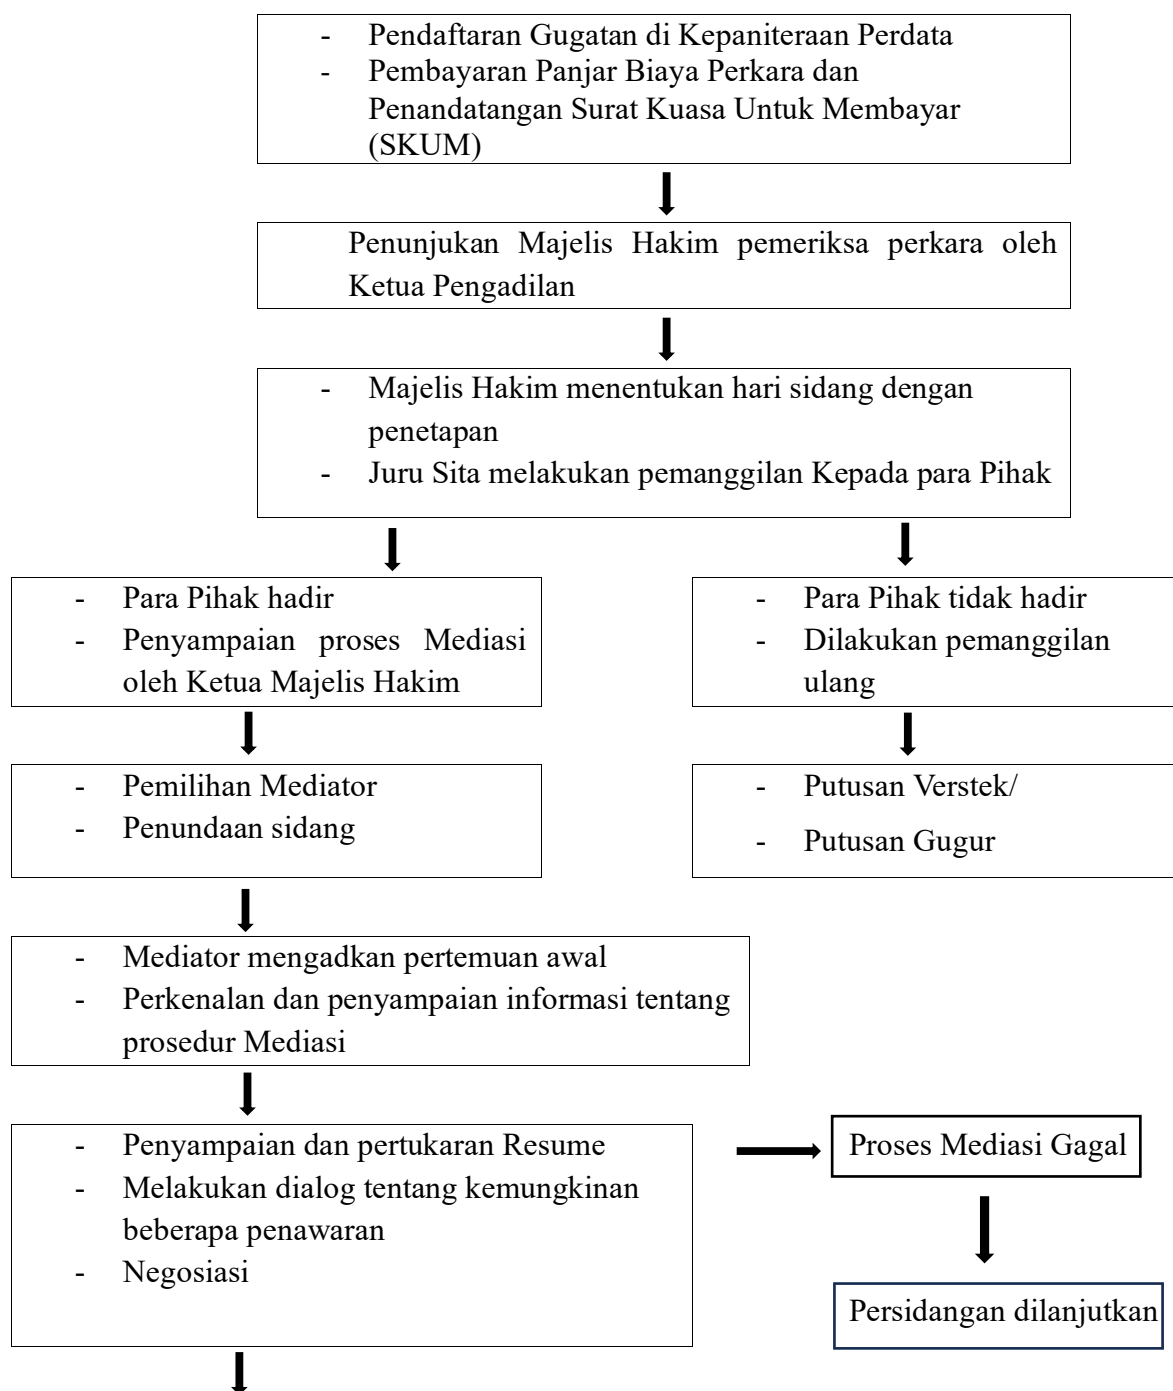 - Pendaftaran Gugatan di Kepaniteraan Perdata
- Pembayaran Panjar Biaya Perkara dan
Penandatangan Surat Kuasa Untuk Membayar
(SKUM)
Penunjukan Majelis Hakim pemeriksa perkara oleh
Ketua Pengadilan
- Majelis Hakim menentukan hari sidang dengan
penetapan
- Juru Sita melakukan pemanggilan Kepada para Pihak
- Para Pihak hadir
- Penyampaian proses Mediasi
oleh Ketua Majelis Hakim
- Para Pihak tidak hadir
- Dilakukan pemanggilan
ulang
- Pemilihan Mediator
- Penundaan sidang
- Putusan Verstek/
- Putusan Gugur
- Mediator mengadkan pertemuan awal
- Perkenalan dan penyampaian informasi tentang
prosedur Mediasi
- Penyampaian dan pertukaran Resume
- Melakukan dialog tentang kemungkinan
beberapa penawaran
- Negosiasi
Proses Mediasi Gagal
Persidangan dilanjutkan